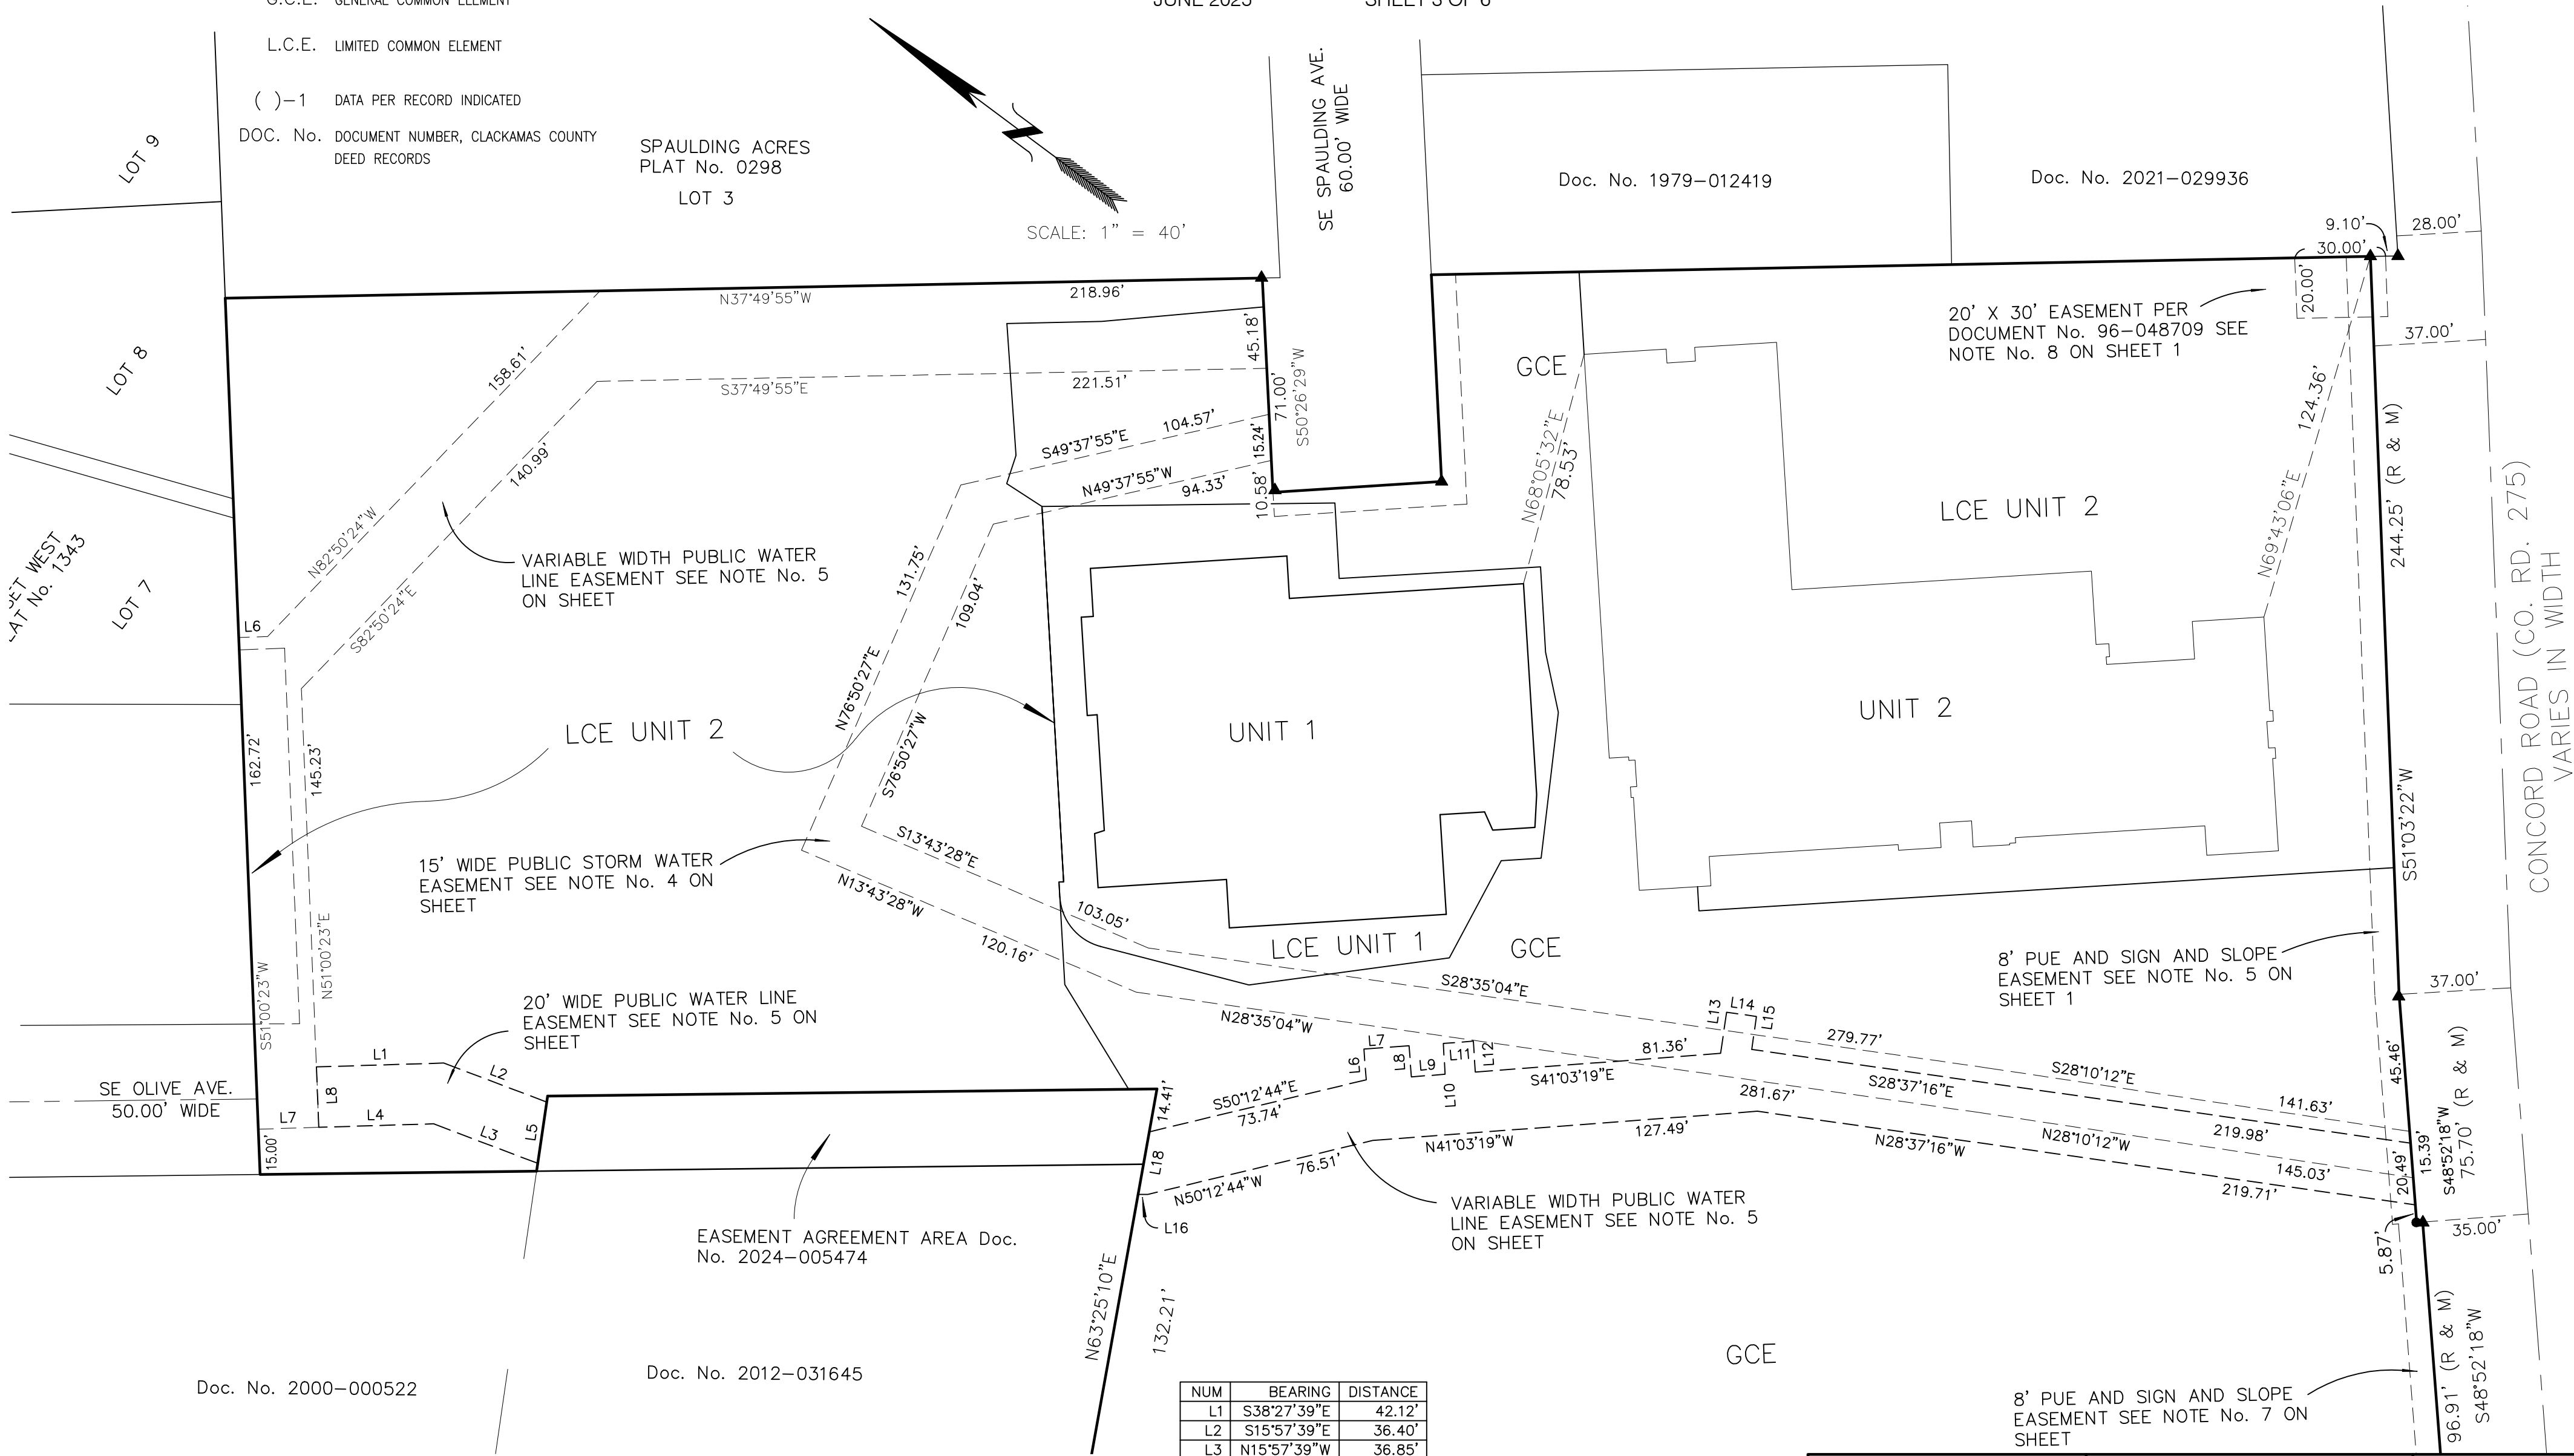 G.C.E. GENERAL COMMON ELEMENT
JUNE 2025
SHEET 3 OF 6
L.C.E. LIMITED COMMON ELEMENT
( )-1 DATA PER RECORD INDICATED
DOC. No. DOCUMENT NUMBER, CLACKAMAS COUNTY
DEED RECORDS
SPAULDING ACRES
PLAT No. 0298
LOT 3
SCALE: 1" = 40'
SE SPAULDING AVE.
60.00' WIDE
Doc. No. 1979-012419
Doc. No. 2021-029936
LOT 9
LOT 8
LOT 7
9.10'
28.00'
30.00'
20.00'
37.00'
20' X 30' EASEMENT PER
DOCUMENT No. 96-048709 SEE
NOTE No. 8 ON SHEET 1
N37°49'55"W
218.96'
45.18'
158.61'
S37°49'55"E
221.51'
71.00'
S50°26'29"W
140.99'
S49°37'55"E
104.57'
15.24'
N49°37'55"W
94.33'
10.58'
GCE
N68°05'32"E
78.53'
124.36'
N69°43'06"E
LCE UNIT 2
244.25' (R & M)
CONCORD ROAD (CO. RD. 275)
VARIES IN WIDTH
N82°50'24"W
S82°50'24"E
VARIABLE WIDTH PUBLIC WATER
LINE EASEMENT SEE NOTE No. 5
ON SHEET
131.75'
109.04'
N76°50'27"E
S76°50'27"W
L6
SET WEST
AT No. 1343
LCE UNIT 2
UNIT 1
UNIT 2
162.72'
145.23'
S51°03'22"W
15' WIDE PUBLIC STORM WATER
EASEMENT SEE NOTE No. 4 ON
SHEET
S13°43'28"E
N13°43'28"W
103.05'
120.16'
LCE UNIT 1
GCE
8' PUE AND SIGN AND SLOPE
EASEMENT SEE NOTE No. 5 ON
SHEET 1
37.00'
S51°00'23"W
N51°00'23"E
20' WIDE PUBLIC WATER LINE
EASEMENT SEE NOTE No. 5 ON
SHEET
S28°35'04"E
N28°35'04"W
L13
L14
L15
279.77'
L7
L6
L8
L9
L10
L11
L12
81.36'
S41°03'19"E
S28°37'16"E
S28°10'12"E
141.63'
219.98'
45.46'
75.70' (R & M)
S48°52'18"W
15.39'
20.49'
SE OLIVE AVE.
50.00' WIDE
L1
L2
L8
L4
L3
L5
L7
15.00'
14.41'
S50°12'44"E
73.74'
281.67'
N41°03'19"W
127.49'
N28°37'16"W
N28°10'12"W
145.03'
219.71'
L18
76.51'
N50°12'44"W
L16
35.00'
5.87'
EASEMENT AGREEMENT AREA Doc.
No. 2024-005474
VARIABLE WIDTH PUBLIC WATER
LINE EASEMENT SEE NOTE No. 5
ON SHEET
N63°25'10"E
132.21'
GCE
96.91' (R & M)
S48°52'18"W
Doc. No. 2000-000522
Doc. No. 2012-031645
8' PUE AND SIGN AND SLOPE
EASEMENT SEE NOTE No. 7 ON
SHEET
NUM BEARING DISTANCE
L1 S38°27'39"E 42.12'
L2 S15°57'39"E 36.40'
L3 N15°57'39"W 36.85'